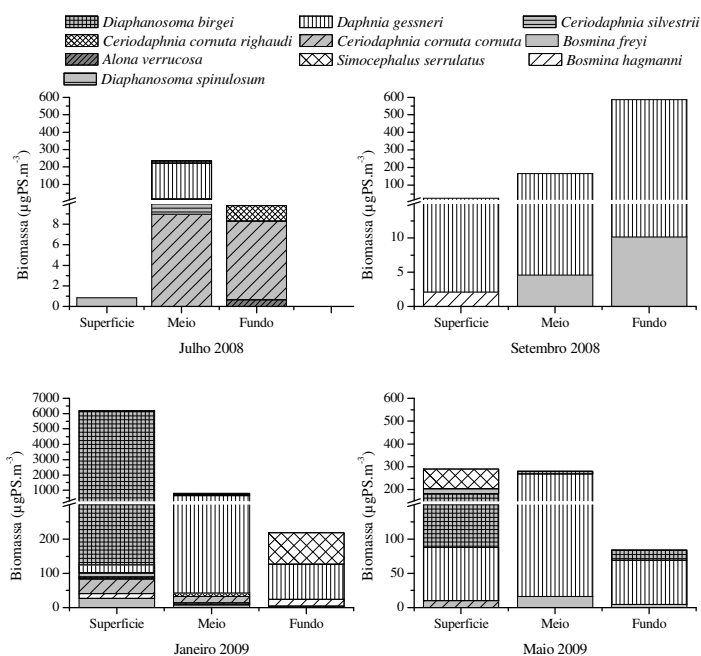 Diaphanosoma birgei Daphnia gessneri Ceriodaphnia silvestrii
Ceriodaphnia cornuta righaudi Ceriodaphnia cornuta cornuta Bosmina freyi
Alona verrucosa Simocephalus serrulatus Bosmina hagmanni
Diaphanosoma spinulosum
Biomassa (µgPS.m-3)
600
500
400
300
200
100
8
6
4
2
0
Superficie Meio Fundo
Julho 2008
Biomassa (µgPS.m-3)
600
500
400
300
200
100
10
5
0
Superficie Meio Fundo
Setembro 2008
Biomassa (µgPS.m-3)
7000
6000
5000
4000
3000
2000
1000
200
100
0
Superficie Meio Fundo
Janeiro 2009
Biomassa (µgPS.m-3)
600
500
400
300
200
100
50
0
Superficie Meio Fundo
Maio 2009